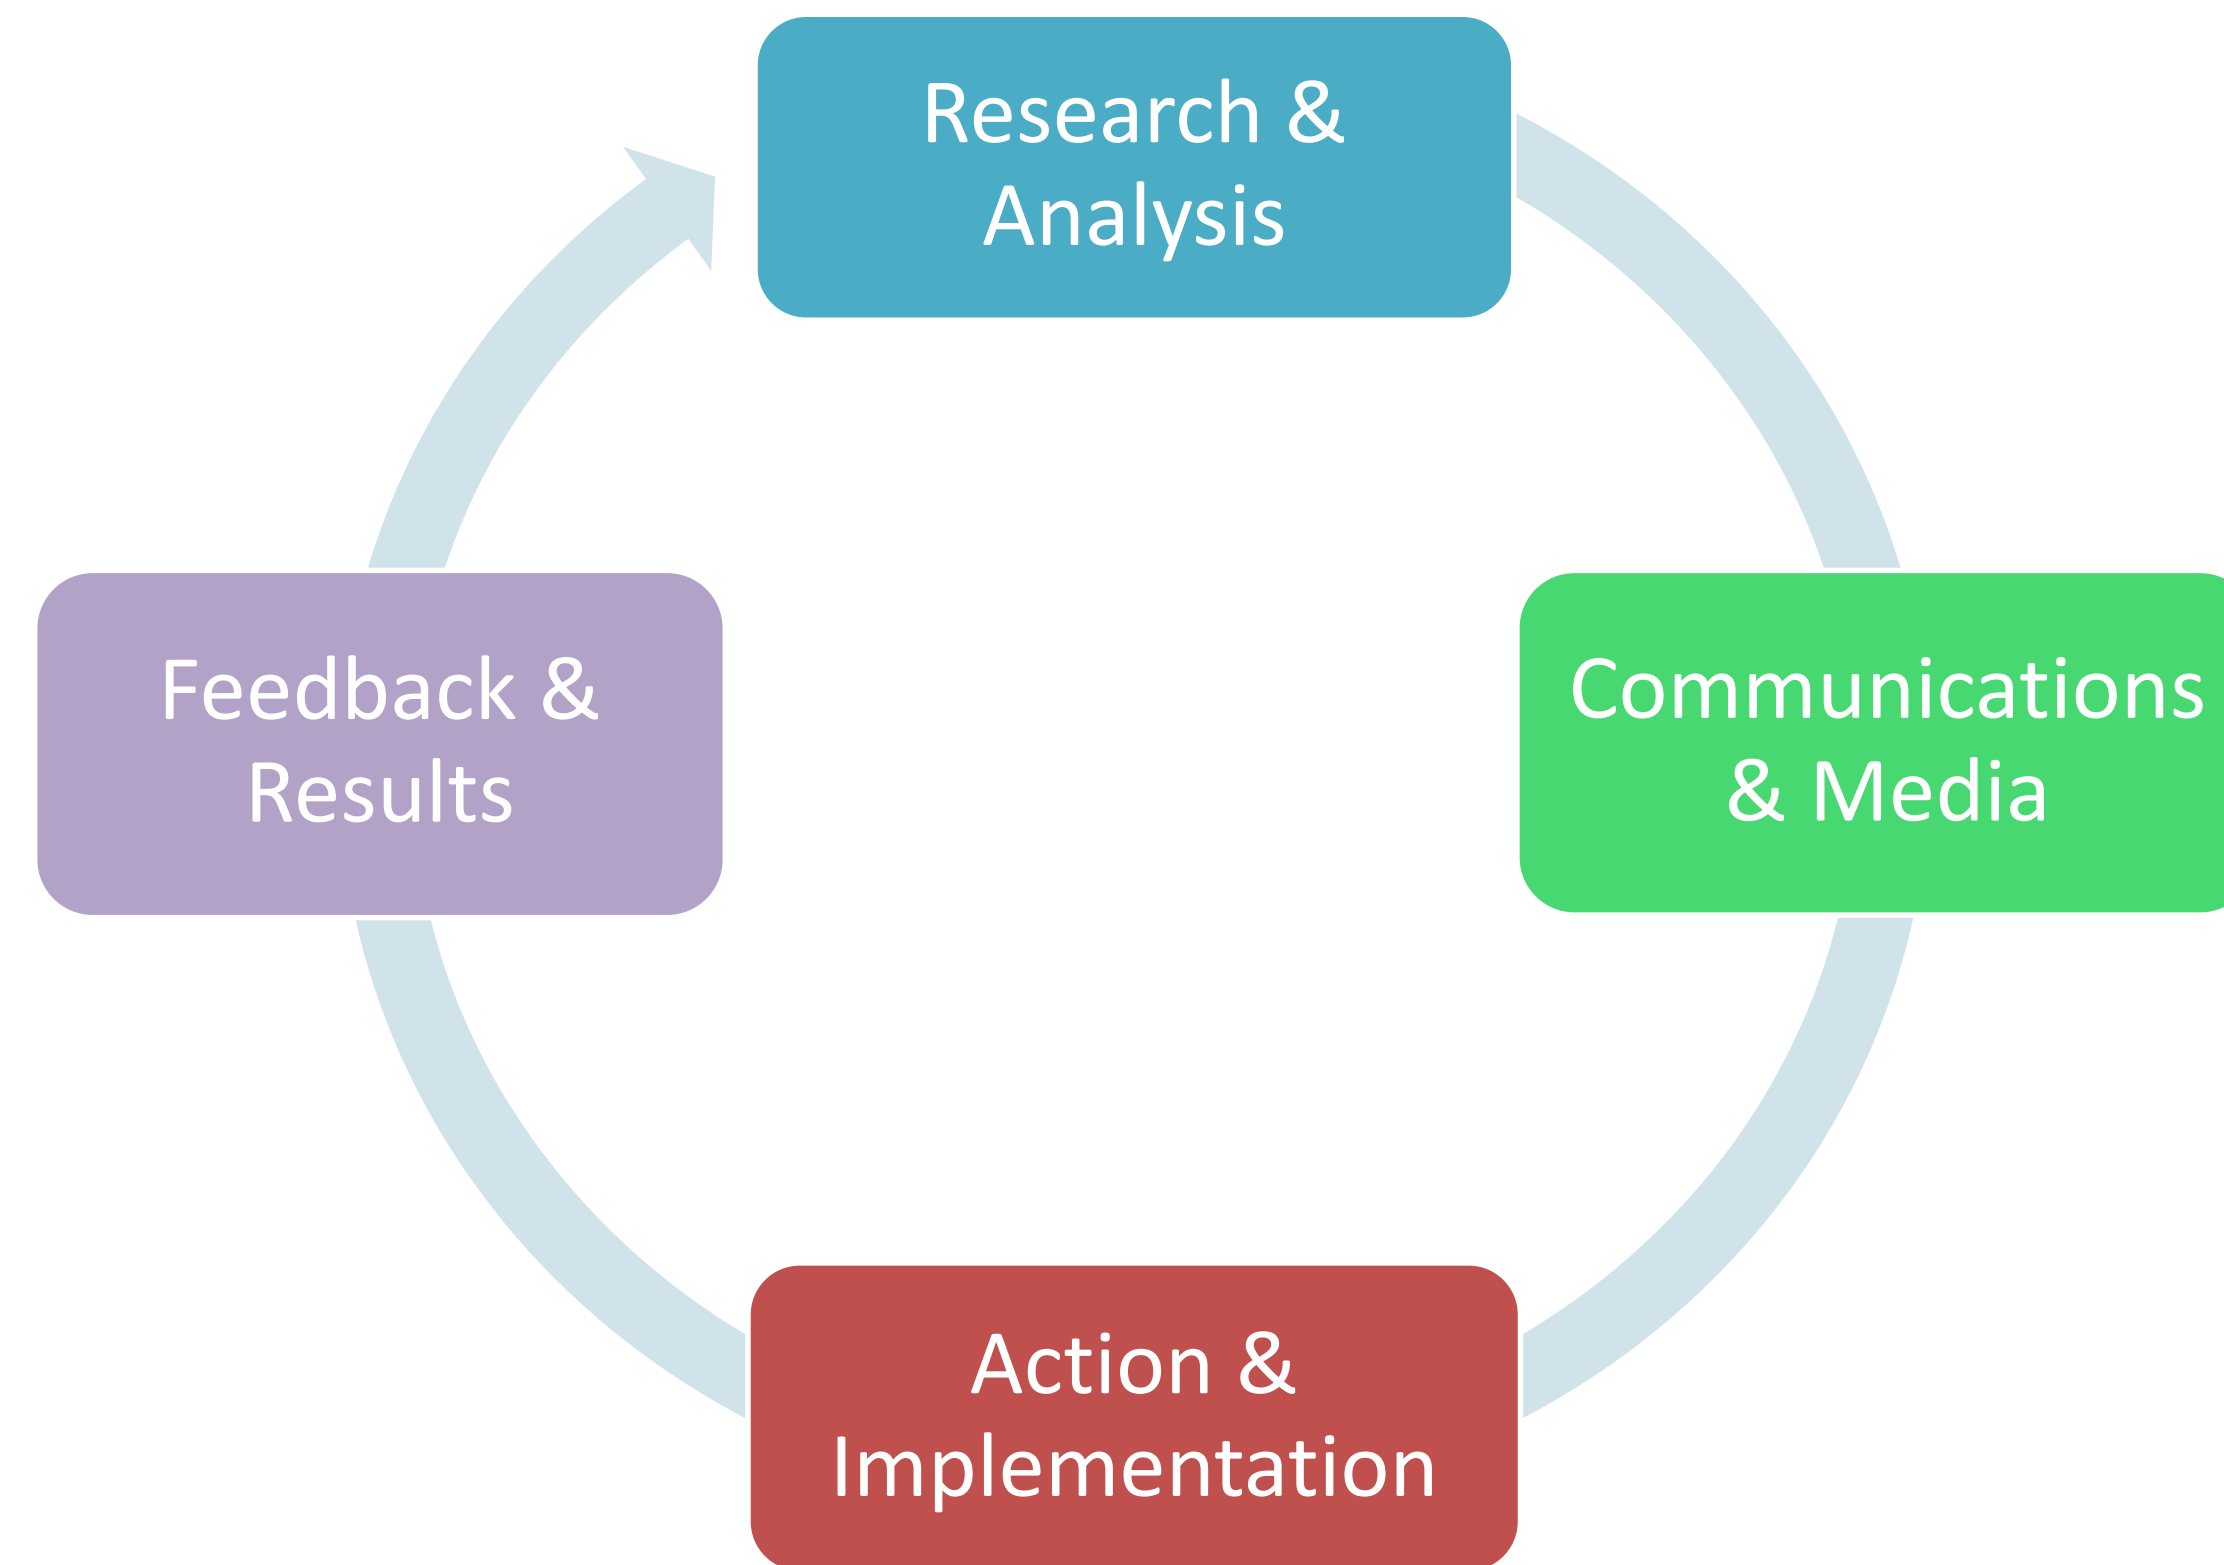 Research &
Analysis
Communications
& Media
Action &
Implementation
Feedback &
Results